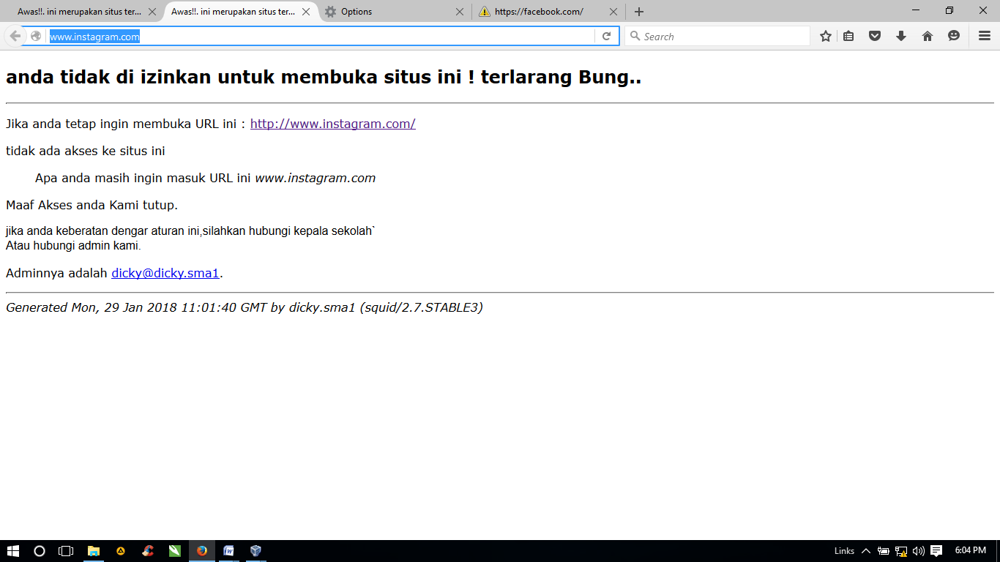 Awas!!. ini merupakan situs ter...
Awas!!. ini merupakan situs ter...
Options
https://facebook.com/
www.instagram.com
Search
anda tidak di izinkan untuk membuka situs ini ! terlarang Bung..
Jika anda tetap ingin membuka URL ini : http://www.instagram.com/
tidak ada akses ke situs ini
Apa anda masih ingin masuk URL ini www.instagram.com
Maaf Akses anda Kami tutup.
jika anda keberatan dengar aturan ini,silahkan hubungi kepala sekolah`
Atau hubungi admin kami.
Adminnya adalah dicky@dicky.sma1.
Generated Mon, 29 Jan 2018 11:01:40 GMT by dicky.sma1 (squid/2.7.STABLE3)
Links
6:04 PM